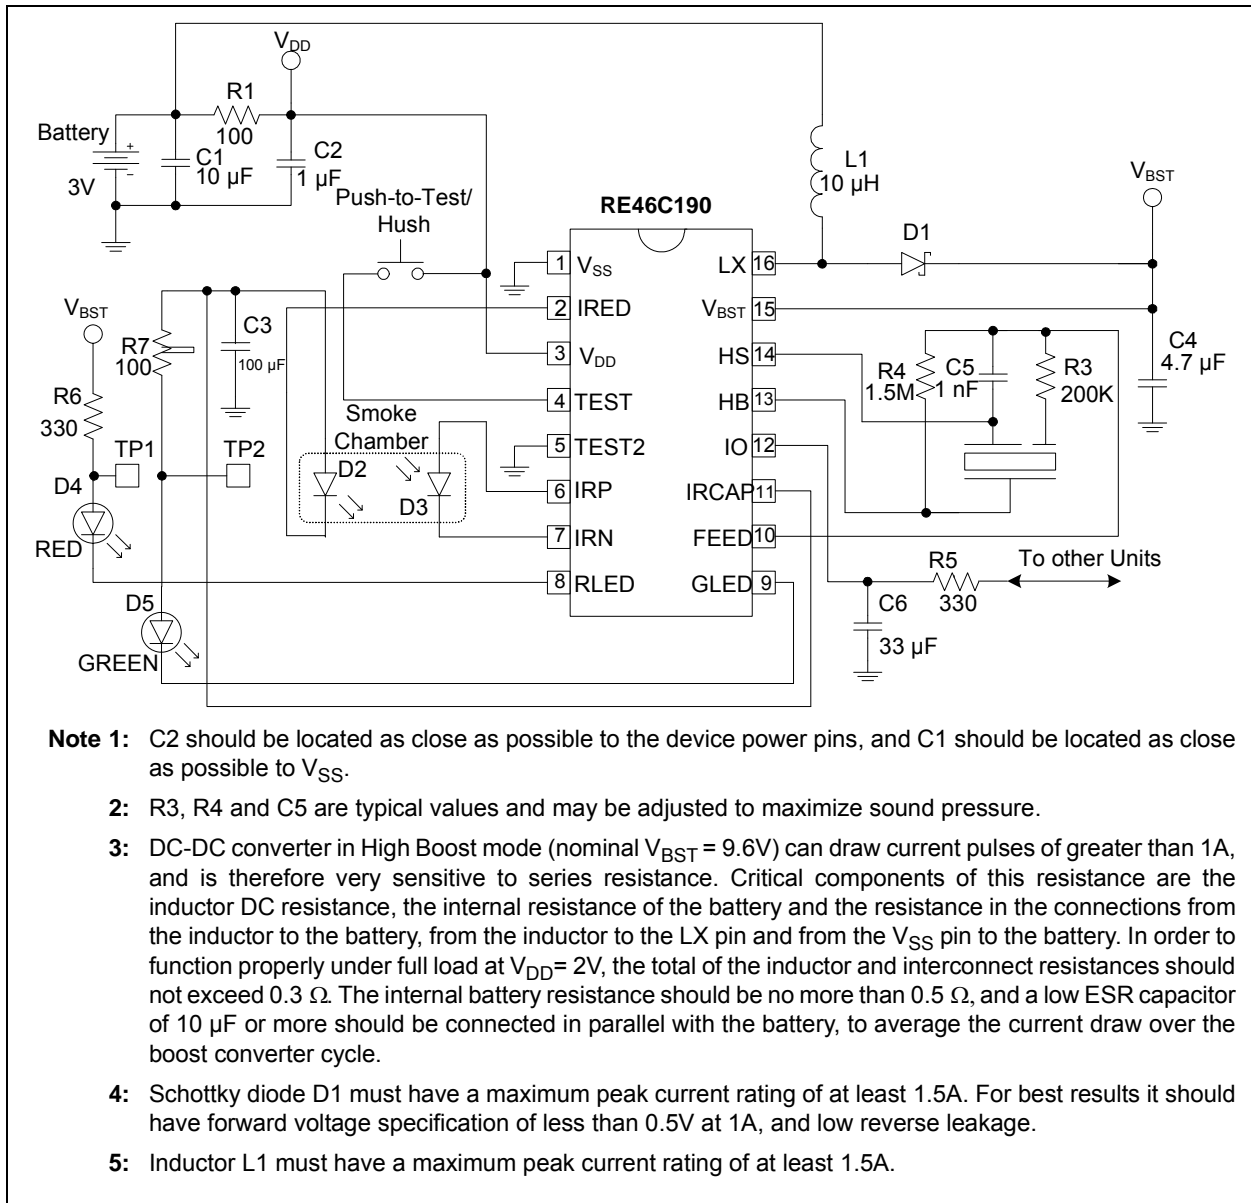 V_DD
R1
100
Battery
+
−
3V
C1
10 µF
C2
1 µF
Push-to-Test/
Hush
L1
10 µH
V_BST
D1
RE46C190
1 V_SS
2 IRED
3 V_DD
4 TEST
5 TEST2
6 IRP
7 IRN
8 RLED
LX 16
V_BST 15
HS 14
HB 13
IO 12
IRCAP 11
FEED 10
GLED 9
V_BST
R7
100
C3
100 µF
R6
330
TP1
TP2
D4
RED
D5
GREEN
Smoke
Chamber
D2
D3
R4
1.5M
C5
1 nF
R3
200K
C4
4.7 µF
R5
330
To other Units
C6
33 µF
Note 1: C2 should be located as close as possible to the device power pins, and C1 should be located as close
as possible to V_SS.
2: R3, R4 and C5 are typical values and may be adjusted to maximize sound pressure.
3: DC-DC converter in High Boost mode (nominal V_BST = 9.6V) can draw current pulses of greater than 1A,
and is therefore very sensitive to series resistance. Critical components of this resistance are the
inductor DC resistance, the internal resistance of the battery and the resistance in the connections from
the inductor to the battery, from the inductor to the LX pin and from the V_SS pin to the battery. In order to
function properly under full load at V_DD= 2V, the total of the inductor and interconnect resistances should
not exceed 0.3 Ω. The internal battery resistance should be no more than 0.5 Ω, and a low ESR capacitor
of 10 µF or more should be connected in parallel with the battery, to average the current draw over the
boost converter cycle.
4: Schottky diode D1 must have a maximum peak current rating of at least 1.5A. For best results it should
have forward voltage specification of less than 0.5V at 1A, and low reverse leakage.
5: Inductor L1 must have a maximum peak current rating of at least 1.5A.